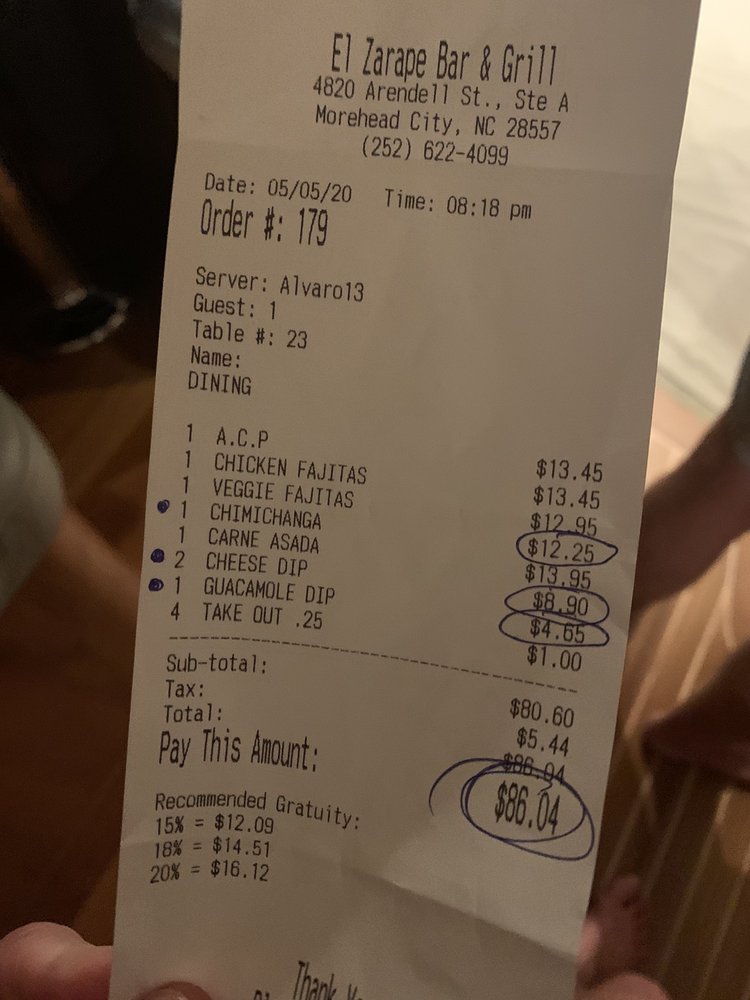 El Zarape Bar & Grill
4820 Arendell St., Ste A
Morehead City, NC 28557
(252) 622-4099
Date: 05/05/20 Time: 08:18 pm
Order #: 179
Server: Alvaro13
Guest: 1
Table #: 23
Name:
DINING
1 A.C.P $13.45
1 CHICKEN FAJITAS $13.45
1 VEGGIE FAJITAS $12.95
1 CHIMICHANGA $12.25
1 CARNE ASADA $13.95
2 CHEESE DIP $8.90
1 GUACAMOLE DIP $4.65
4 TAKE OUT .25 $1.00
Sub-total: $80.60
Tax: $5.44
Total: $86.04
Pay This Amount: $86.04
Recommended Gratuity:
15% = $12.09
18% = $14.51
20% = $16.12
Thank